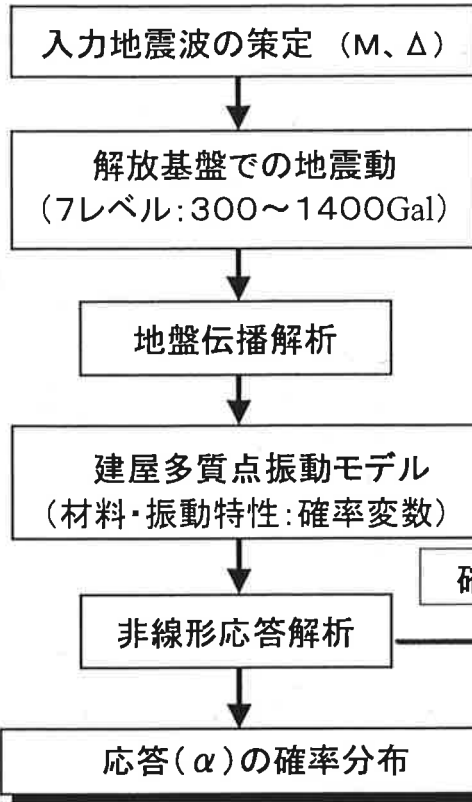 入力地震波の策定 (M、Δ)
解放基盤での地震動
(7レベル:300~1400Gal)
地盤伝播解析
建屋多質点振動モデル
(材料・振動特性:確率変数)
確
非線形応答解析
応答(α)の確率分布